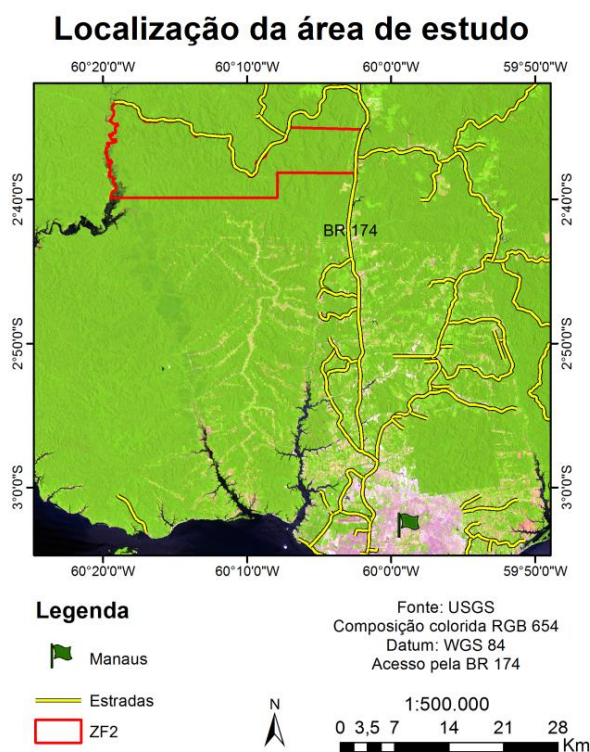 Localização da área de estudo
60°20'0"W 60°10'0"W 60°0'0"W 59°50'0"W
2°40'0"S 2°40'0"S
BR 174
2°50'0"S 2°50'0"S
3°0'0"S 3°0'0"S
60°20'0"W 60°10'0"W 60°0'0"W 59°50'0"W
Legenda
Manaus
Estradas
ZF2
Fonte: USGS
Composição colorida RGB 654
Datum: WGS 84
Acesso pela BR 174
N
1:500.000
0 3,5 7 14 21 28
Km